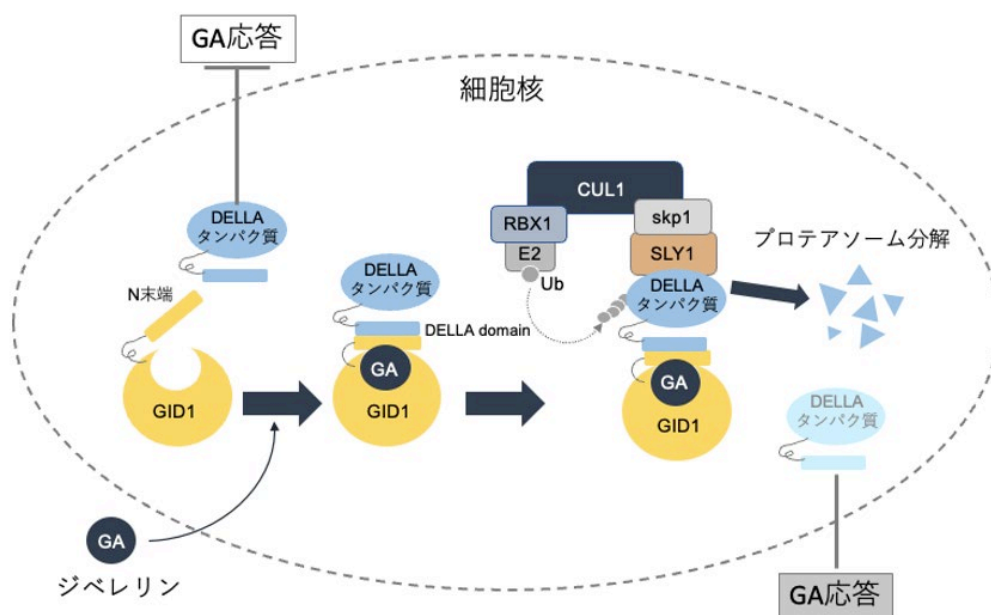 GA応答
細胞核
DELLA
タンパク質
N末端
GID1
GA
ジベレリン
DELLA
タンパク質
DELLA domain
GA
GID1
CUL1
RBX1
E2
Ub
skp1
SLY1
DELLA
タンパク質
GA
GID1
プロテアソーム分解
DELLA
タンパク質
GA応答